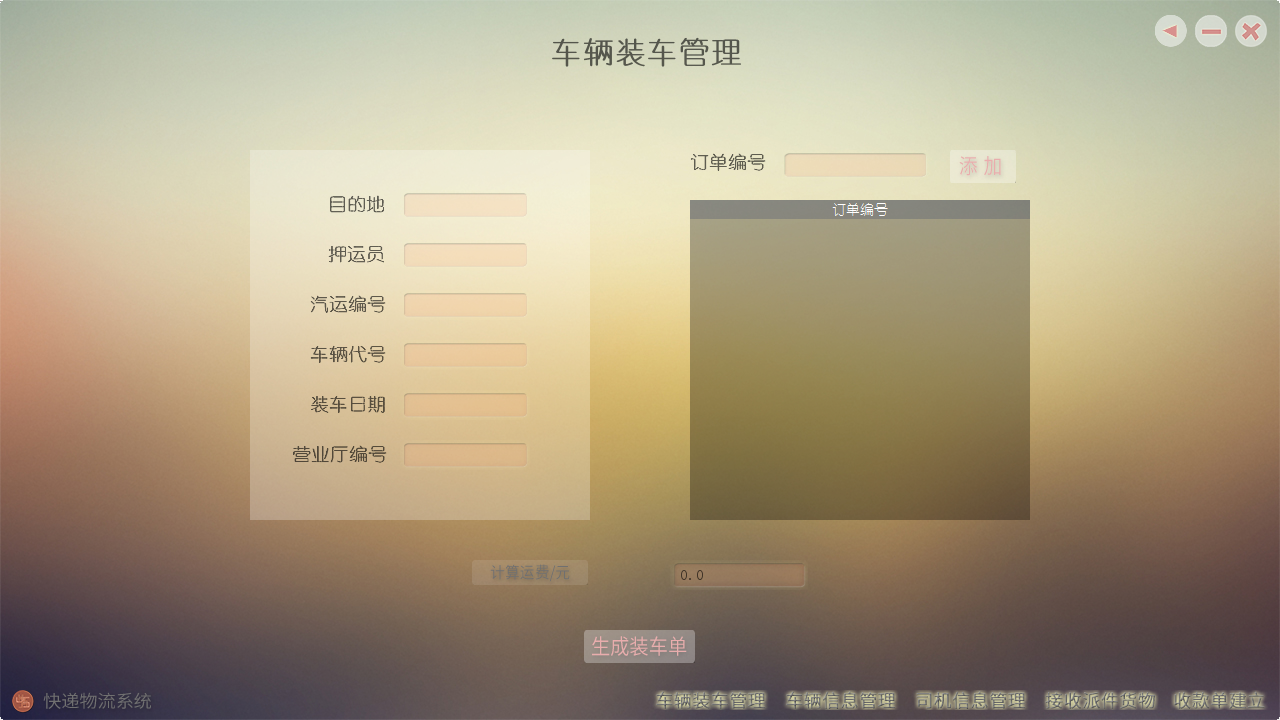 车辆装车管理
订单编号
添 加
目的地
押运员
汽运编号
车辆代号
装车日期
营业厅编号
订单编号
计算运费/元
0.0
生成装车单
快递物流系统
车辆装车管理 车辆信息管理 司机信息管理 接收派件货物 收款单建立